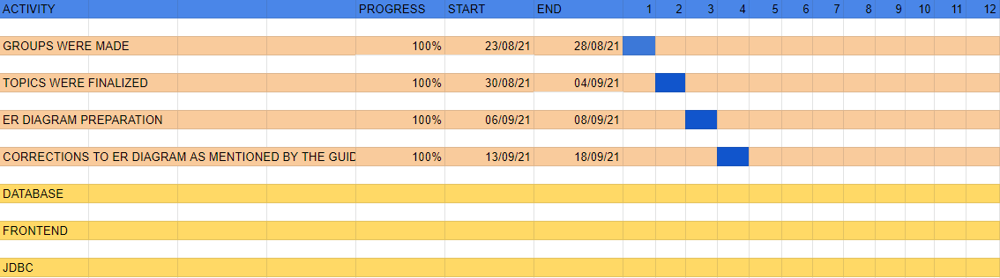 ACTIVITY PROGRESS START END 1 2 3 4 5 6 7 8 9 10 11 12
GROUPS WERE MADE 100% 23/08/21 28/08/21
TOPICS WERE FINALIZED 100% 30/08/21 04/09/21
ER DIAGRAM PREPARATION 100% 06/09/21 08/09/21
CORRECTIONS TO ER DIAGRAM AS MENTIONED BY THE GUID 100% 13/09/21 18/09/21
DATABASE
FRONTEND
JDBC